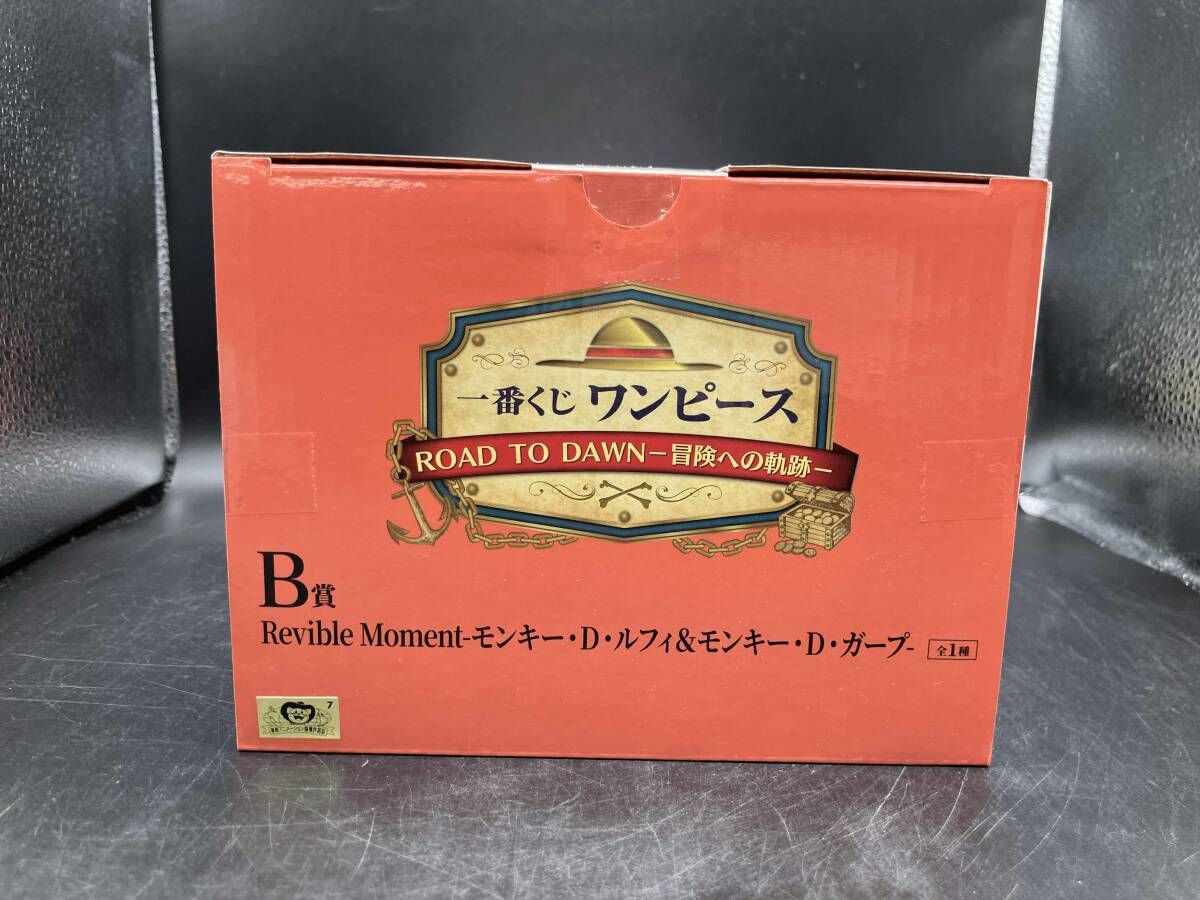 一番くじ ワンピース
ROAD TO DAWN－冒険への軌跡－
B賞
Revible Moment-モンキー・D・ルフィ&モンキー・D・ガープ-
全1種
7